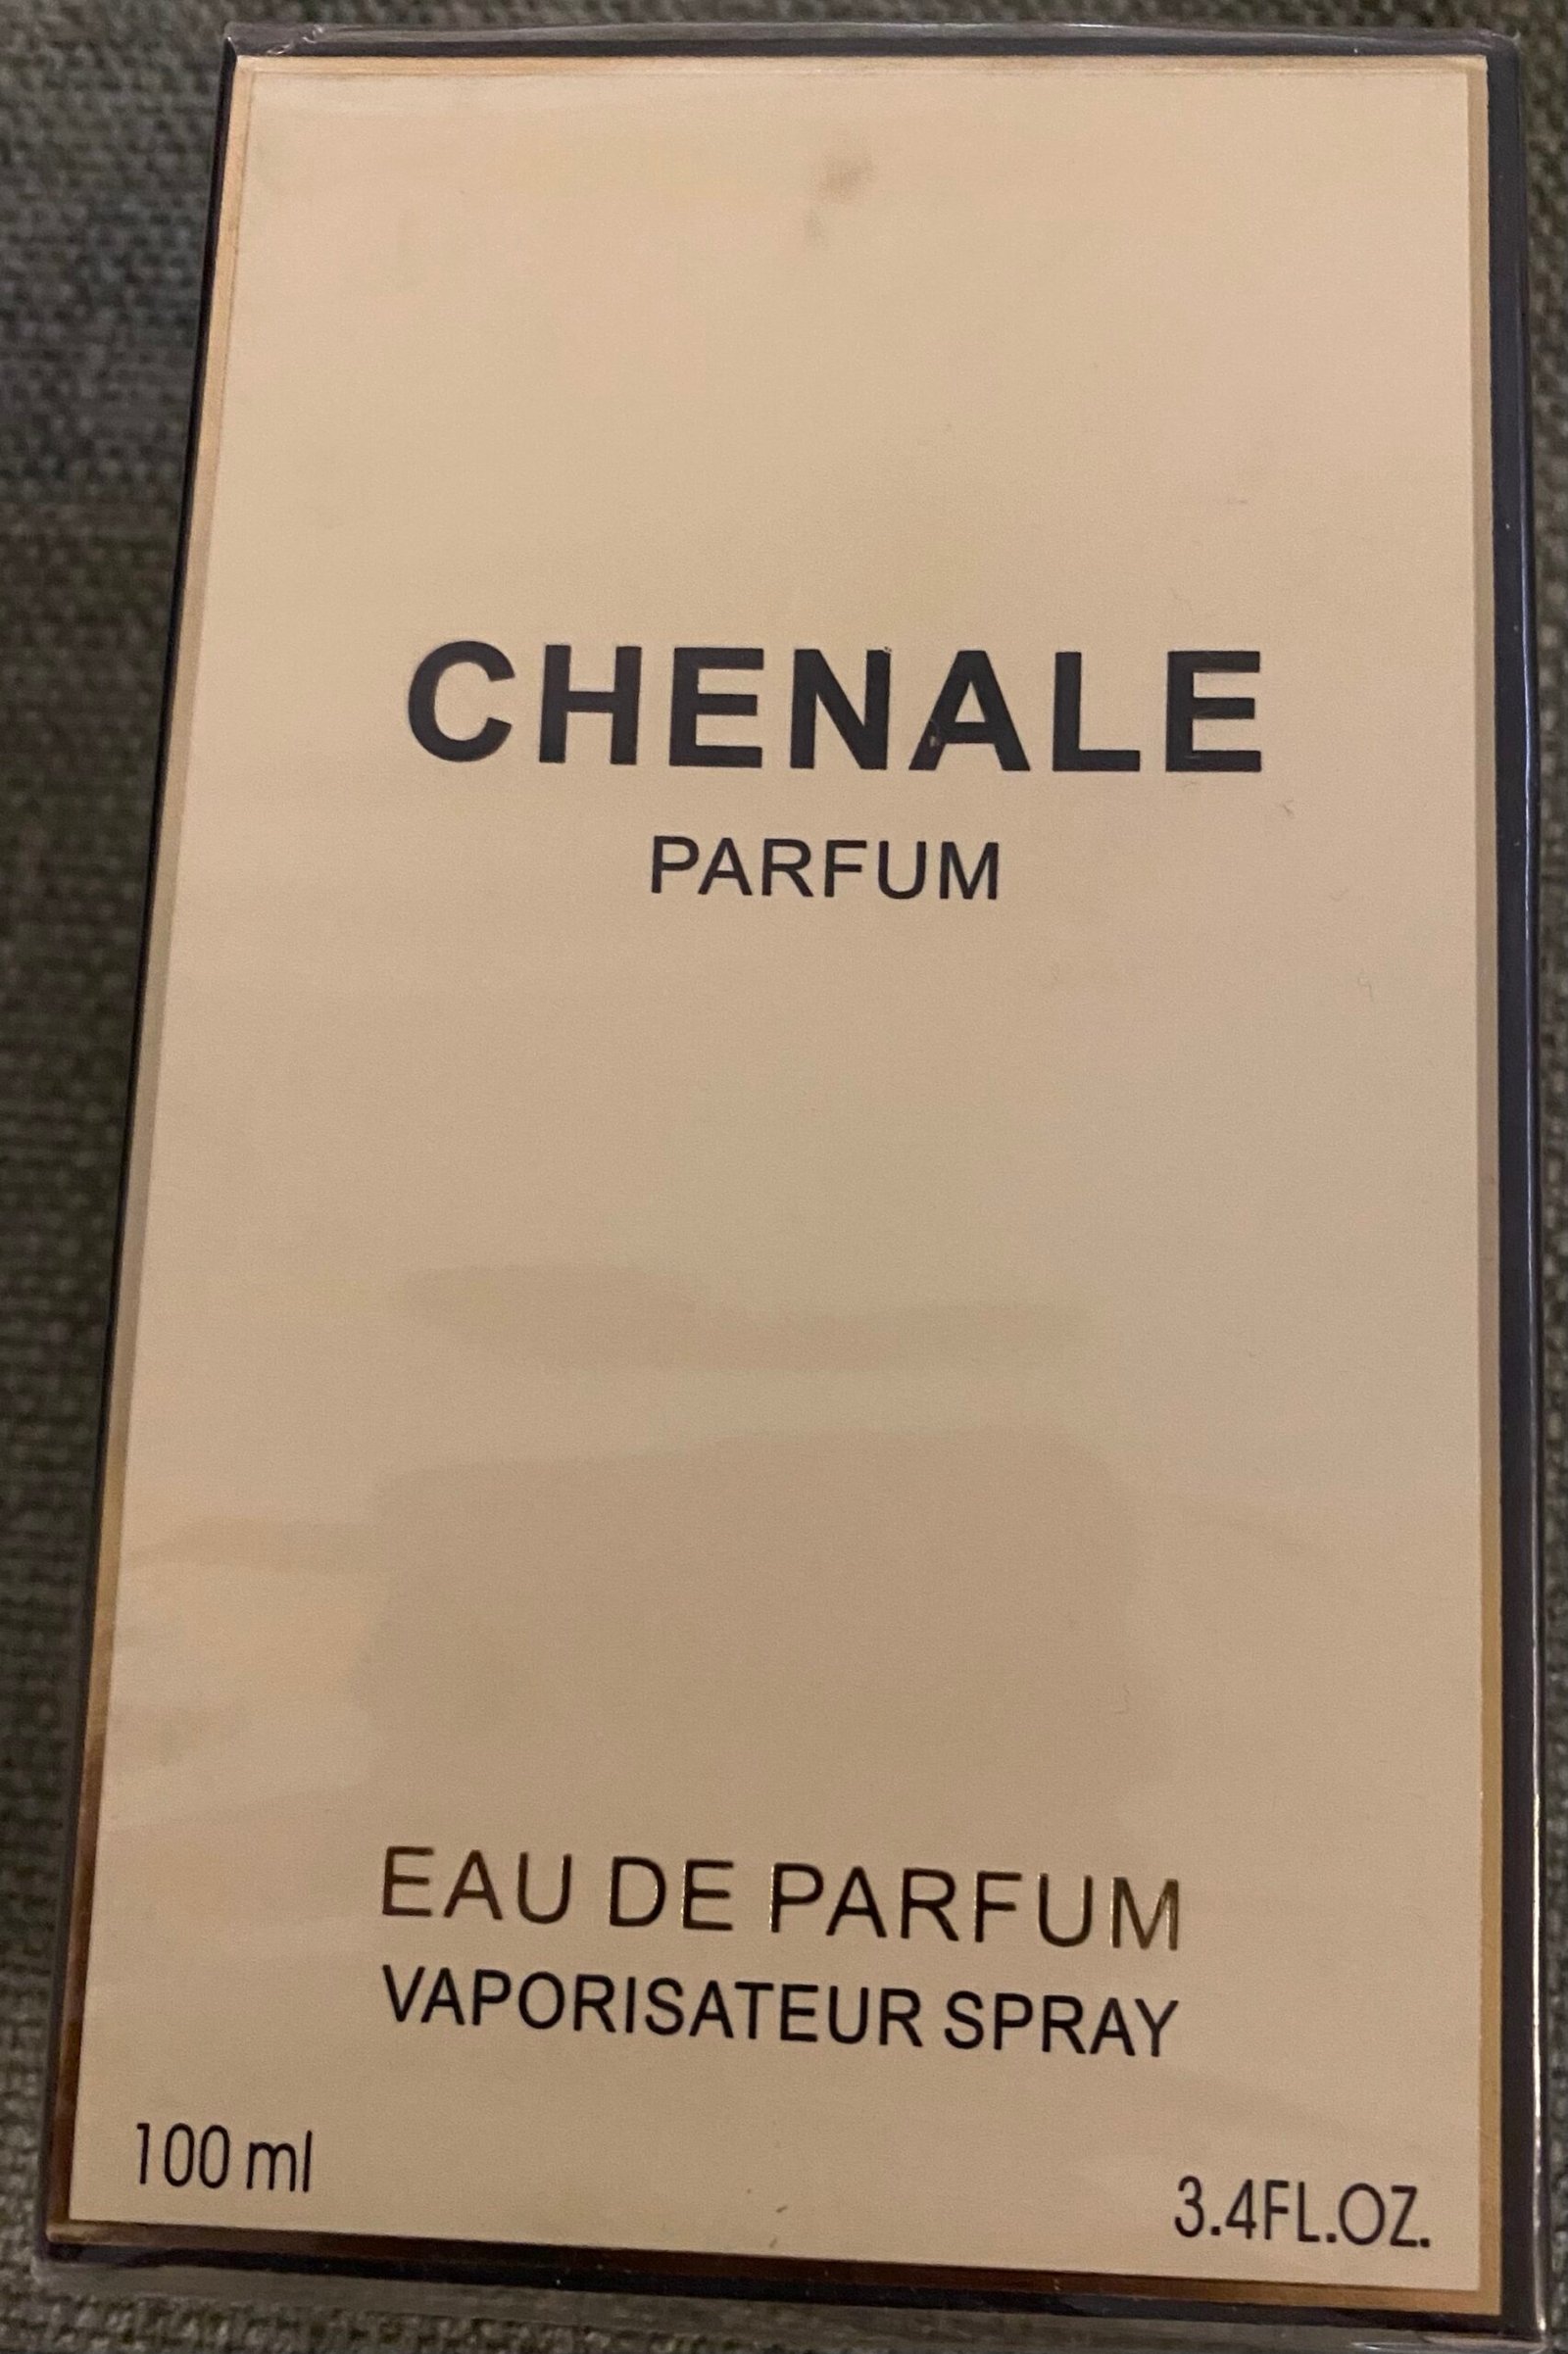 CHENALE
PARFUM
EAU DE PARFUM
VAPORISATEUR SPRAY
100 ml
3.4FL.OZ.